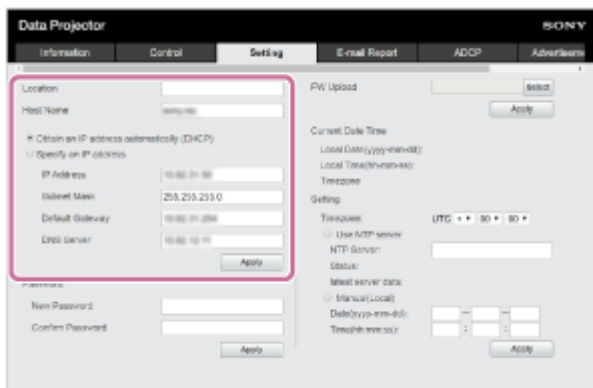 Data Projector
SONY
Information Control Setting E-mail Report ADCP Advertisem
Location
Host Name
Obtain an IP address automatically (DHCP)
Specify an IP address
IP Address
Subnet Mask 255.255.255.0
Default Gateway
DNS Server
Apply
Password
New Password
Confirm Password
Apply
PW Upload Select
Apply
Current Date Time
Local Date(yyyy-mm-dd):
Local Time(hh:mm:ss):
Timezone
Setting
Timezone: UTC + 00 00
Use NTP server
NTP Server:
Status:
latest server data:
Manual(Local)
Date(yyyy-mm-dd): – –
Time(hh:mm:ss): : :
Apply